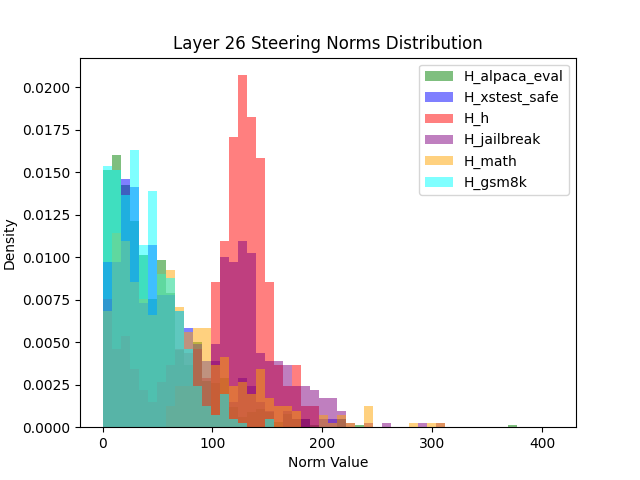 Layer 26 Steering Norms Distribution
H_alpaca_eval
H_xstest_safe
H_h
H_jailbreak
H_math
H_gsm8k
Density
0.0200
0.0175
0.0150
0.0125
0.0100
0.0075
0.0050
0.0025
0.0000
0
100
200
300
400
Norm Value